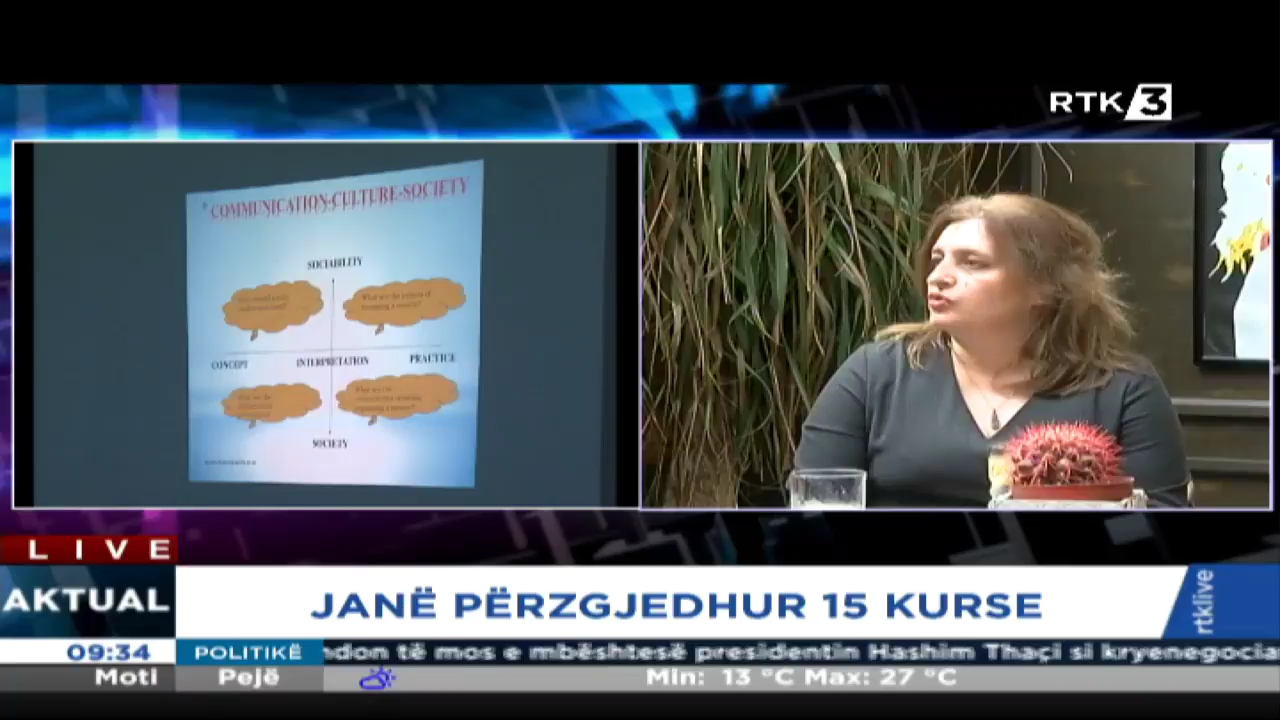 RTK 3
COMMUNICATION-CULTURE-SOCIETY
SOCIABILITY
CONCEPT
INTERPRETATION
PRACTICE
SOCIETY
LIVE
AKTUAL
JANË PËRZGJEDHUR 15 KURSE
rtklive
09:34
POLITIKË
ndon të mos e mbështesë presidentin Hashim Thaçi si kryenegocia
Moti
Pejë
Min: 13 °C Max: 27 °C